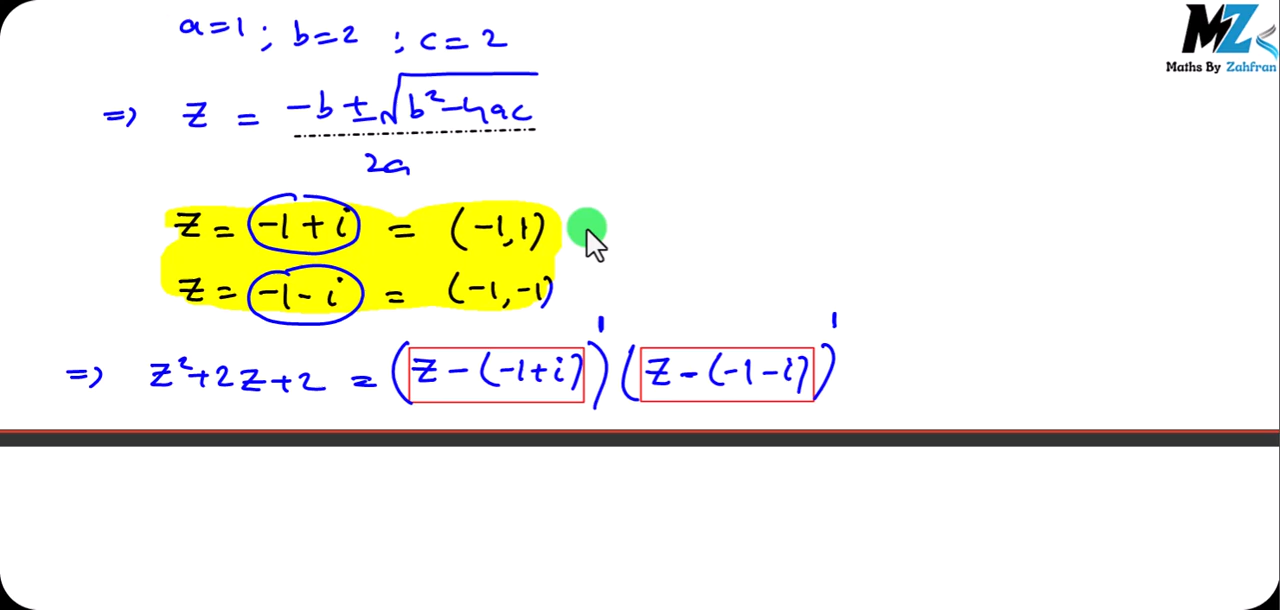 a=1 ; b=2 ; c=2
MZ
Maths By Zahfran
=> z = -b ± √b²-4ac
2a
z = -1+i = (-1,1)
z = -1-i = (-1,-1)
=> z²+2z+2 = (z-(-1+i))¹ (z-(-1-i))¹